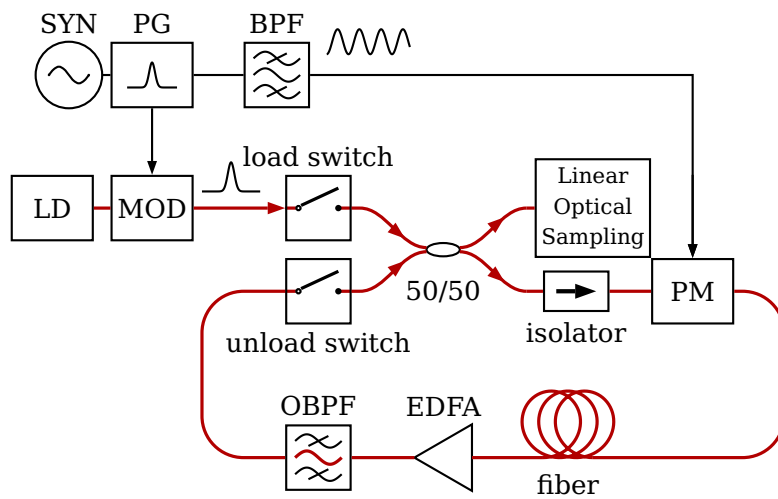 SYN
PG
BPF
load switch
LD
MOD
Linear
Optical
Sampling
50/50
unload switch
isolator
PM
OBPF
EDFA
fiber